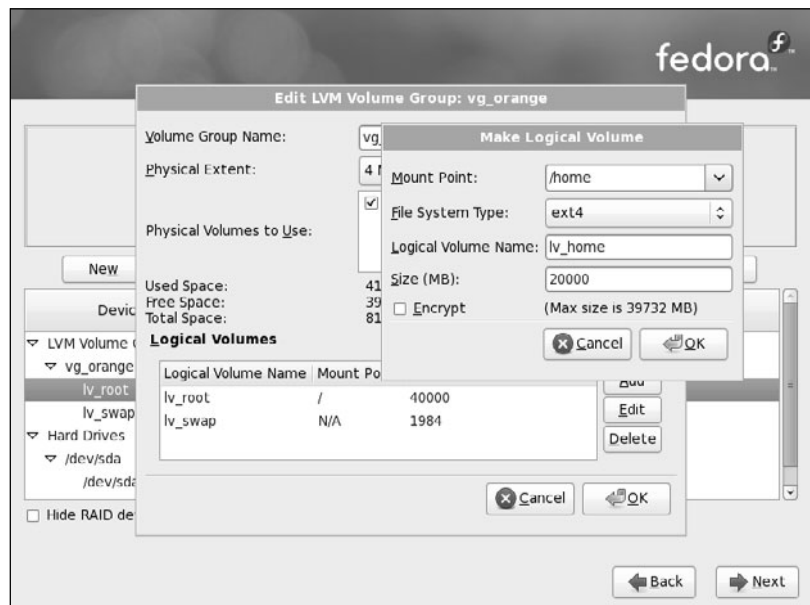 fedora
Edit LVM Volume Group: vg_orange
Volume Group Name:
vg_
Physical Extent:
4
Physical Volumes to Use:
Used Space:
41
Free Space:
39
Total Space:
81
Logical Volumes
Logical Volume Name
Mount Po
lv_root
/
40000
lv_swap
N/A
1984
Add
Edit
Delete
Cancel
OK
Make Logical Volume
Mount Point:
/home
File System Type:
ext4
Logical Volume Name:
lv_home
Size (MB):
20000
Encrypt
(Max size is 39732 MB)
Cancel
OK
New
Devic
LVM Volume
vg_orange
lv_root
lv_swap
Hard Drives
/dev/sda
/dev/sda
Hide RAID de
Back
Next